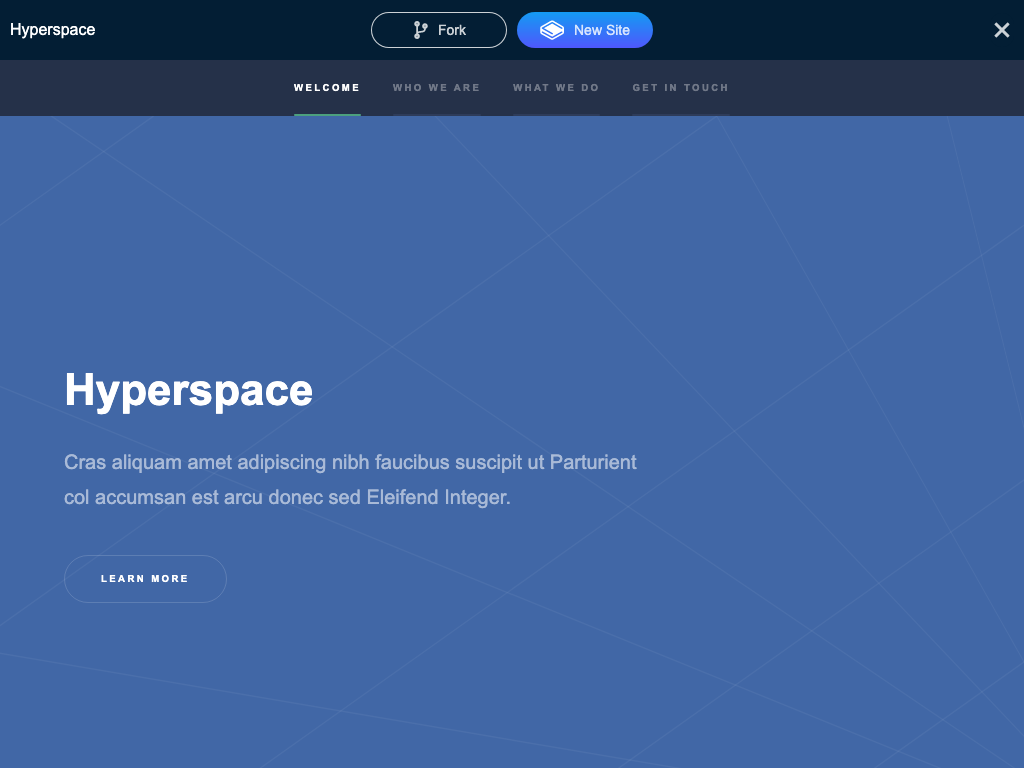 Hyperspace
Fork
New Site
WELCOME
WHO WE ARE
WHAT WE DO
GET IN TOUCH
Hyperspace
Cras aliquam amet adipiscing nibh faucibus suscipit ut Parturient
col accumsan est arcu donec sed Eleifend Integer.
LEARN MORE